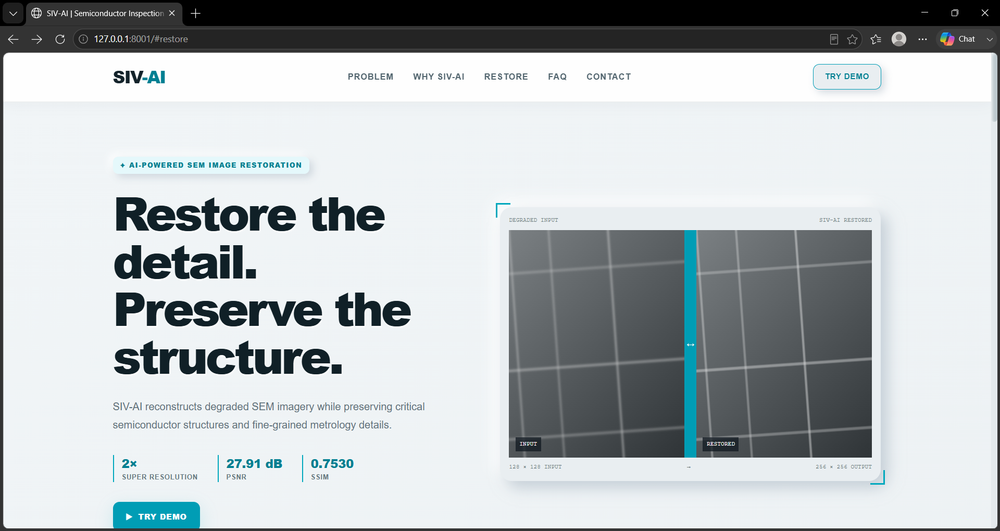 SIV-AI | Semiconductor Inspection
127.0.0.1:8001/#restore
Chat
SIV-AI
PROBLEM
WHY SIV-AI
RESTORE
FAQ
CONTACT
TRY DEMO
✦ AI-POWERED SEM IMAGE RESTORATION
Restore the
detail.
Preserve the
structure.
SIV-AI reconstructs degraded SEM imagery while preserving critical
semiconductor structures and fine-grained metrology details.
2×
SUPER RESOLUTION
27.91 dB
PSNR
0.7530
SSIM
▶ TRY DEMO
DEGRADED INPUT
SIV-AI RESTORED
↔
INPUT
RESTORED
128 × 128 INPUT
→
256 × 256 OUTPUT